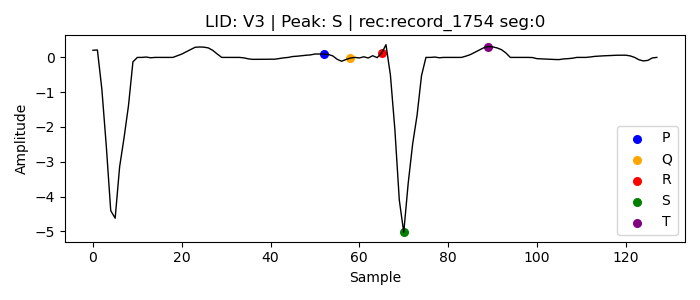 LID: V3 | Peak: S | rec:record_1754 seg:0
Amplitude
0
−1
−2
−3
−4
−5
P
Q
R
S
T
0 20 40 60 80 100 120
Sample